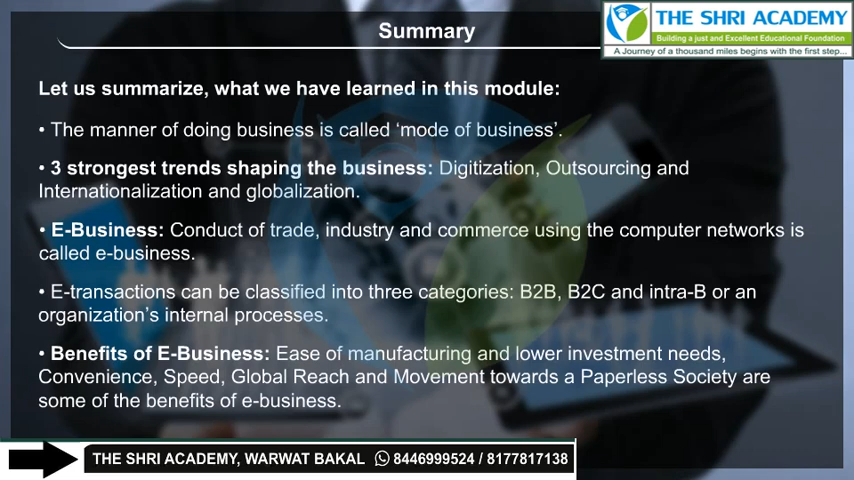 Summary
THE SHRI ACADEMY
Building a just and Excellent Educational Foundation
A Journey of a thousand miles begins with the first step...
Let us summarize, what we have learned in this module:
• The manner of doing business is called ‘mode of business’.
• 3 strongest trends shaping the business: Digitization, Outsourcing and
Internationalization and globalization.
• E-Business: Conduct of trade, industry and commerce using the computer networks is
called e-business.
• E-transactions can be classified into three categories: B2B, B2C and intra-B or an
organization’s internal processes.
• Benefits of E-Business: Ease of manufacturing and lower investment needs,
Convenience, Speed, Global Reach and Movement towards a Paperless Society are
some of the benefits of e-business.
THE SHRI ACADEMY, WARWAT BAKAL 8446999524 / 8177817138